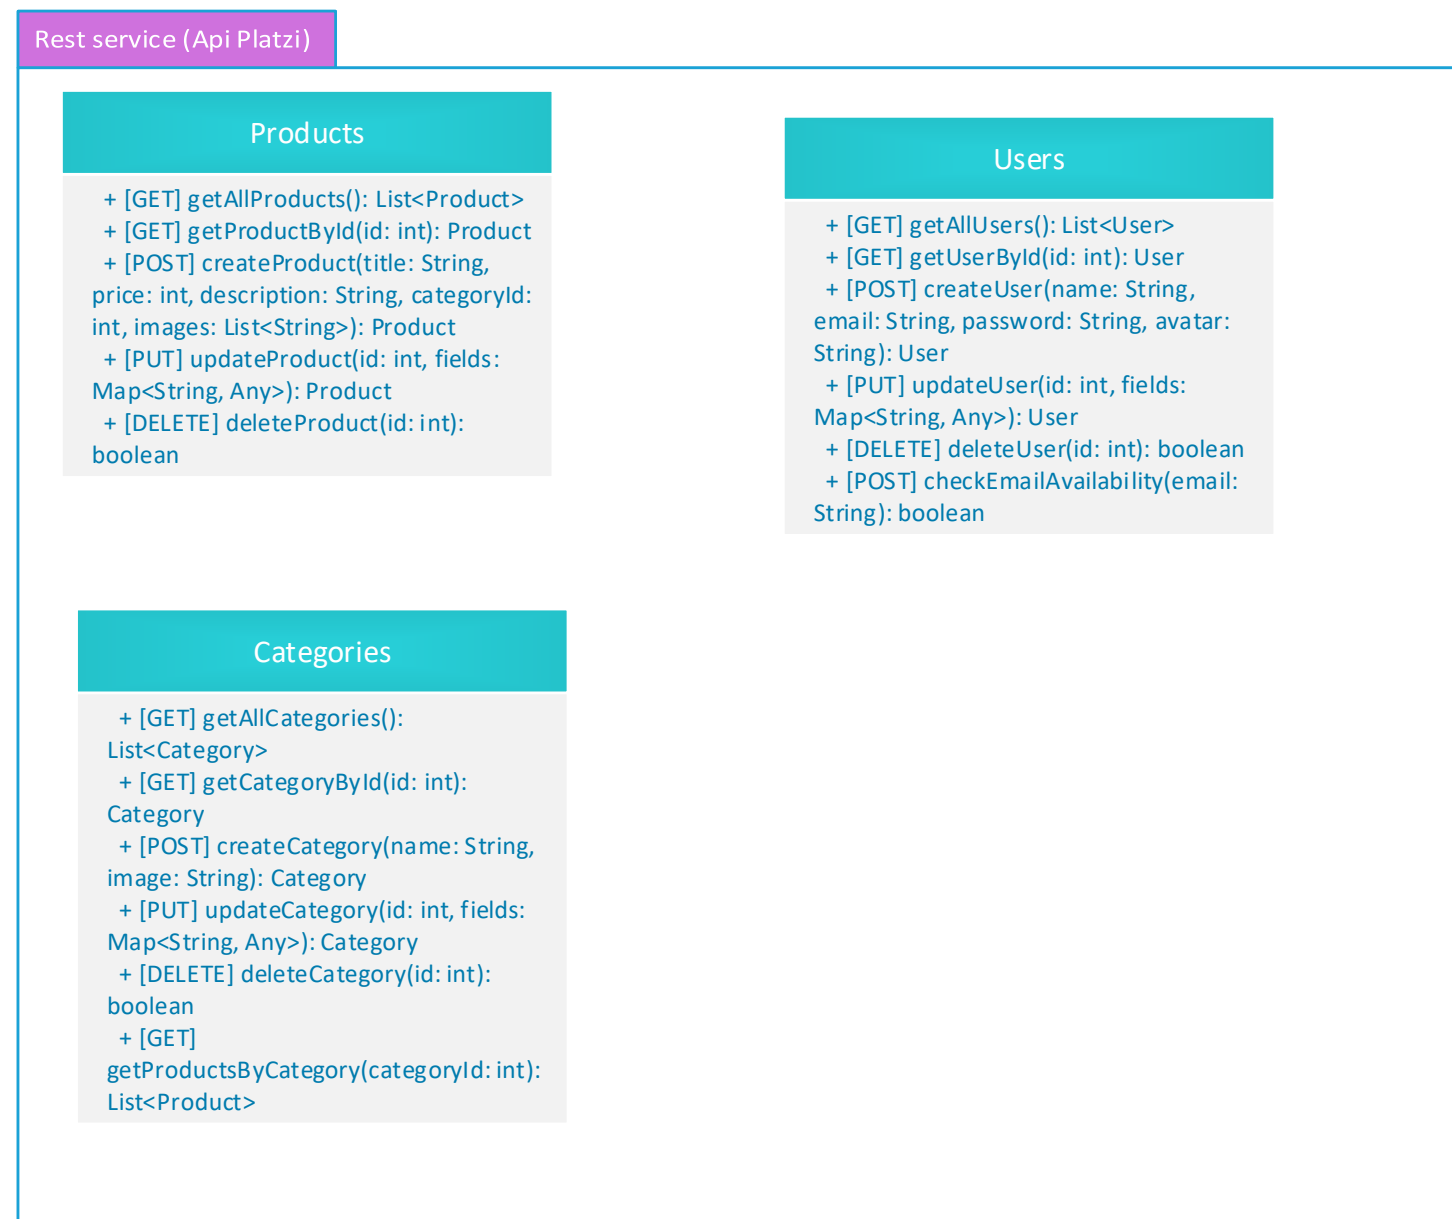 Rest service (Api Platzi)
Products
+ [GET] getAllProducts(): List<Product>
+ [GET] getProductById(id: int): Product
+ [POST] createProduct(title: String,
price: int, description: String, categoryId:
int, images: List<String>): Product
+ [PUT] updateProduct(id: int, fields:
Map<String, Any>): Product
+ [DELETE] deleteProduct(id: int):
boolean
Users
+ [GET] getAllUsers(): List<User>
+ [GET] getUserById(id: int): User
+ [POST] createUser(name: String,
email: String, password: String, avatar:
String): User
+ [PUT] updateUser(id: int, fields:
Map<String, Any>): User
+ [DELETE] deleteUser(id: int): boolean
+ [POST] checkEmailAvailability(email:
String): boolean
Categories
+ [GET] getAllCategories():
List<Category>
+ [GET] getCategoryById(id: int):
Category
+ [POST] createCategory(name: String,
image: String): Category
+ [PUT] updateCategory(id: int, fields:
Map<String, Any>): Category
+ [DELETE] deleteCategory(id: int):
boolean
+ [GET]
getProductsByCategory(categoryId: int):
List<Product>